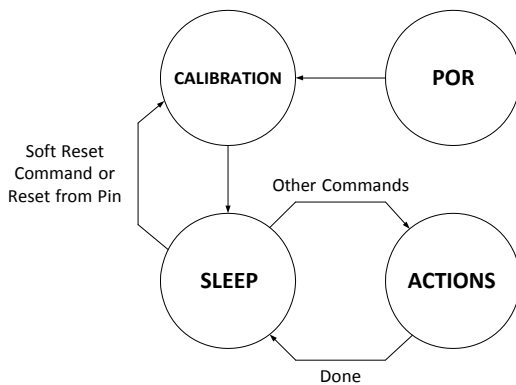 CALIBRATION
POR
Soft Reset
Command or
Reset from Pin
Other Commands
SLEEP
ACTIONS
Done